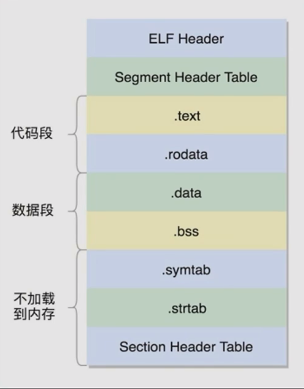 ELF Header
Segment Header Table
代码段
.text
.rodata
数据段
.data
.bss
不加载
到内存
.symtab
.strtab
Section Header Table